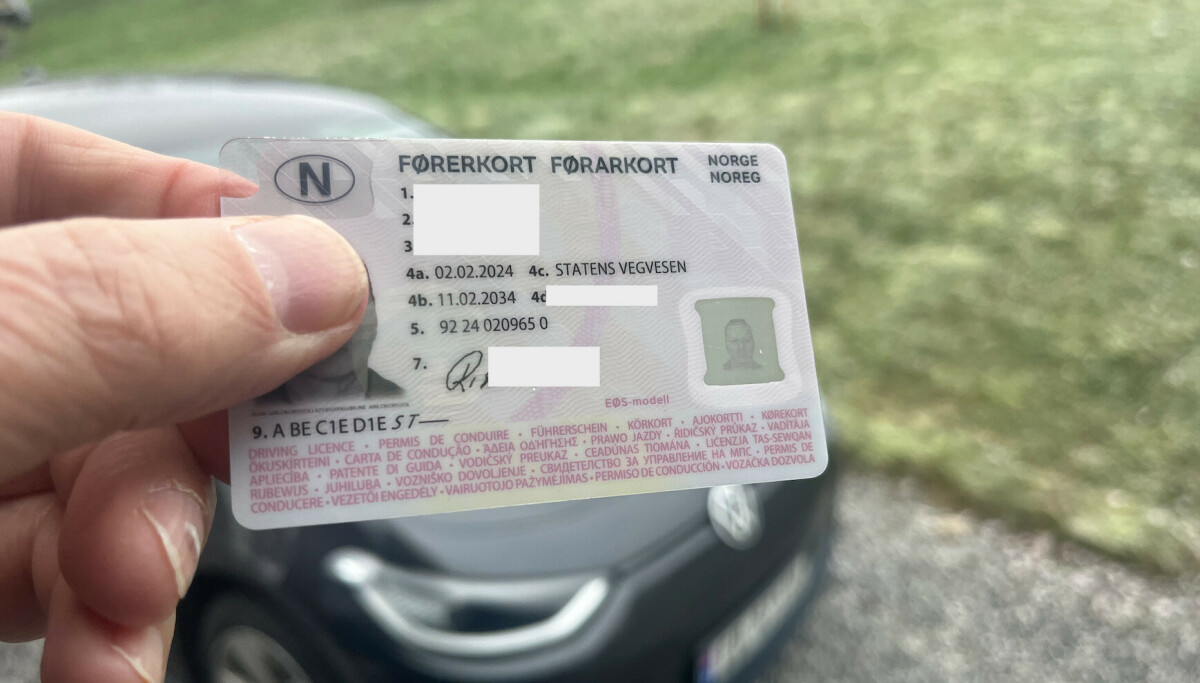 N
FØRERKORT FØRARKORT
NORGE
NOREG
1.
2.
3
4a. 02.02.2024 4c. STATENS VEGVESEN
4b. 11.02.2034 4d
5. 92 24 020965 0
7.
EØS-modell
9. A BE C1E D1E S T
DRIVING LICENCE • PERMIS DE CONDUIRE • FÜHRERSCHEIN • KÖRKORT • AJOKORTTI • KØREKORT
ÖKUSKÍRTEINI • CARTA DE CONDUÇÃO • ΆΔΕΙΑ ΟΔΉΓΗΣΗΣ • PRAWO JAZDY • ŘIDIČSKÝ PRŮKAZ • VADĪTĀJA
APLIECĪBA • PATENTE DI GUIDA • VODIČSKÝ PREUKAZ • CEADÚNAS TIOMÁNA • LIĊENZJA TAS-SEWQAN
RIJBEWIJS • JUHILUBA • VOZNIŠKO DOVOLJENJE • СВИДЕТЕЛСТВО ЗА УПРАВЛЕНИЕ НА МПС • PERMIS DE
CONDUCERE • VEZETŐI ENGEDÉLY • VAIRUOTOJO PAŽYMĖJIMAS • PERMISO DE CONDUCCIÓN • VOZAČKA DOZVOLA